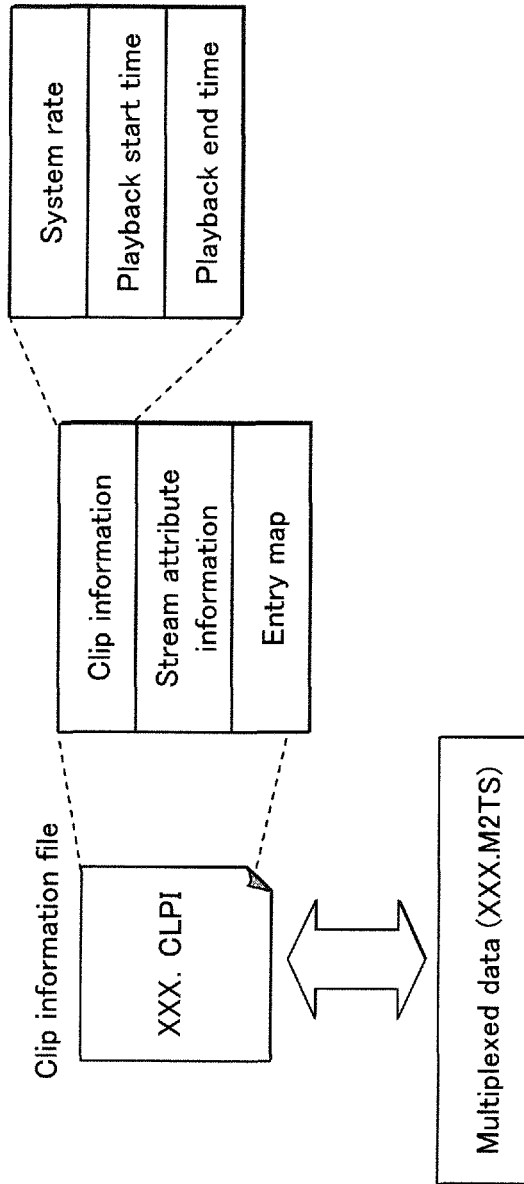 Clip information file
XXX. CLPI
Multiplexed data (XXX.M2TS)
Clip information
Stream attribute
information
Entry map
System rate
Playback start time
Playback end time